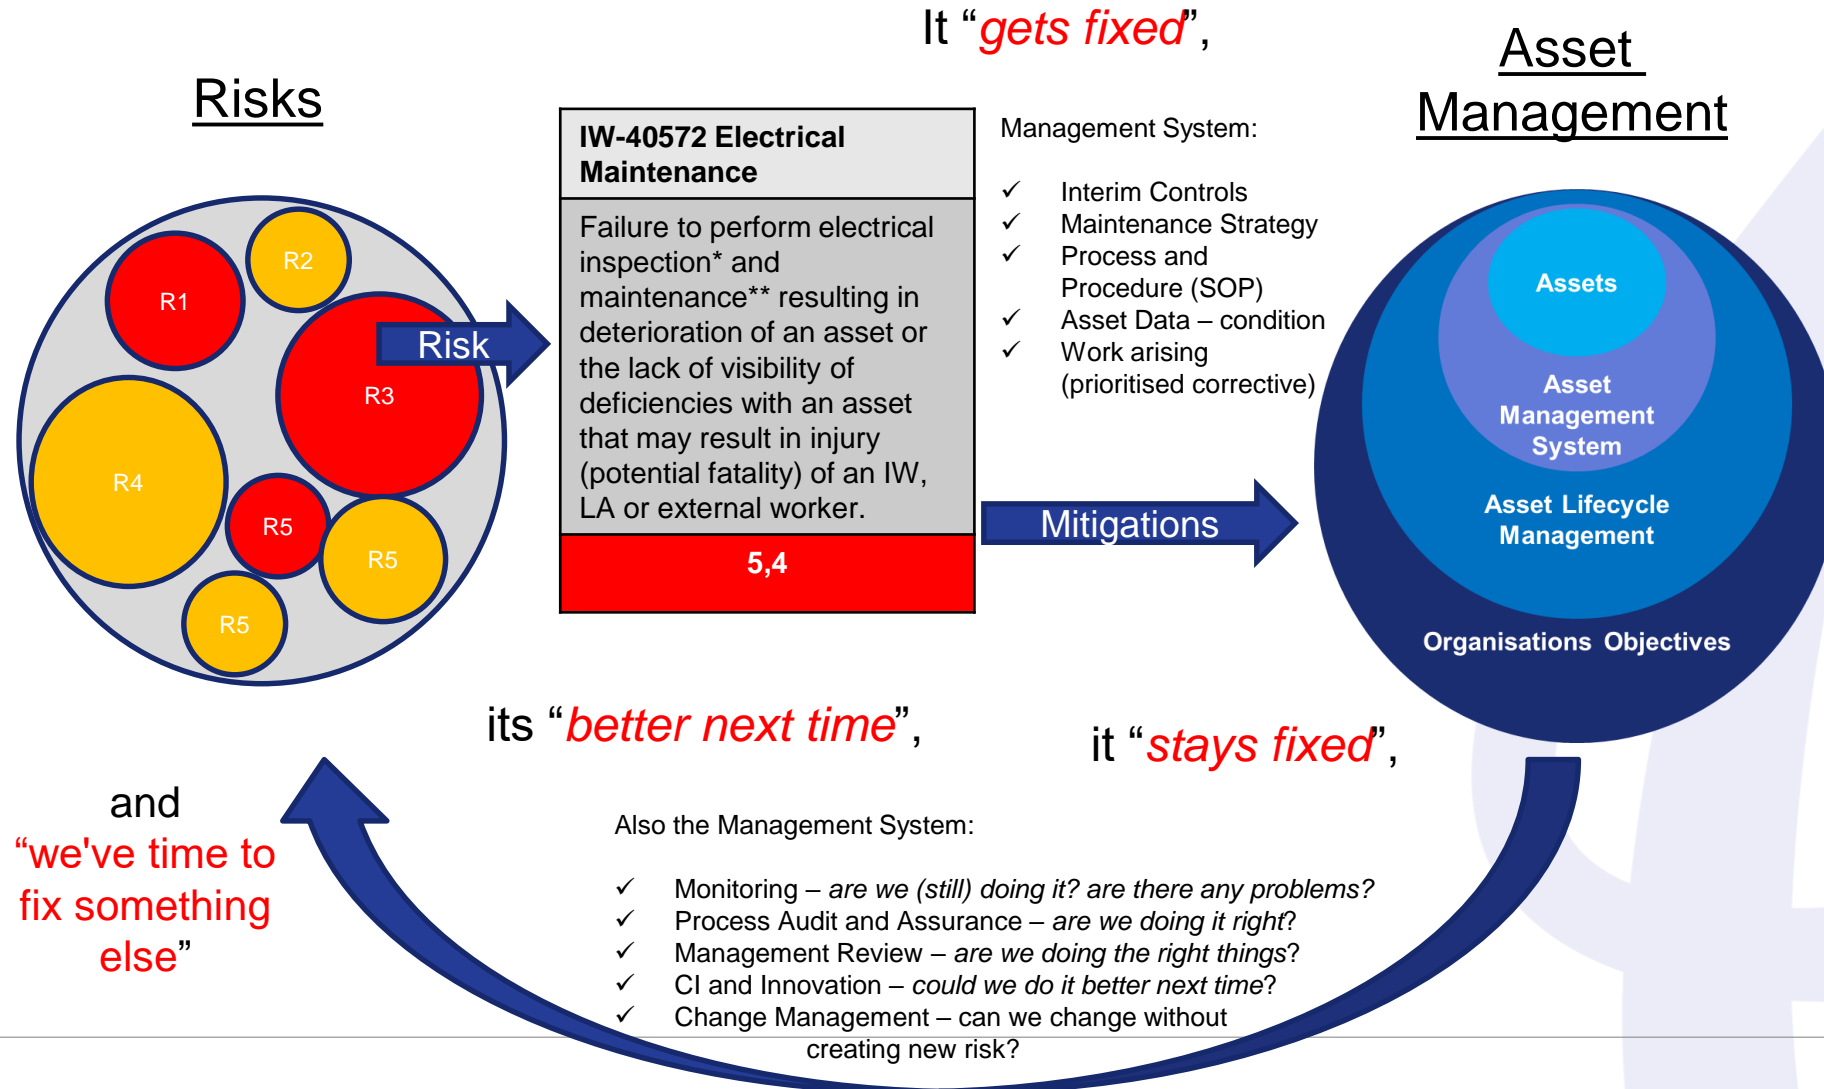 It “gets fixed”,
Risks
Asset
Management
R1
R2
R3
R4
R5
R5
R5
Risk
IW-40572 Electrical
Maintenance
Failure to perform electrical
inspection* and
maintenance** resulting in
deterioration of an asset or
the lack of visibility of
deficiencies with an asset
that may result in injury
(potential fatality) of an IW,
LA or external worker.
5,4
Management System:
✓ Interim Controls
✓ Maintenance Strategy
✓ Process and
Procedure (SOP)
✓ Asset Data – condition
✓ Work arising
(prioritised corrective)
Mitigations
Assets
Asset
Management
System
Asset Lifecycle
Management
Organisations Objectives
it “stays fixed”,
its “better next time”,
Also the Management System:
✓ Monitoring – are we (still) doing it? are there any problems?
✓ Process Audit and Assurance – are we doing it right?
✓ Management Review – are we doing the right things?
✓ CI and Innovation – could we do it better next time?
✓ Change Management – can we change without
creating new risk?
and
“we've time to
fix something
else”